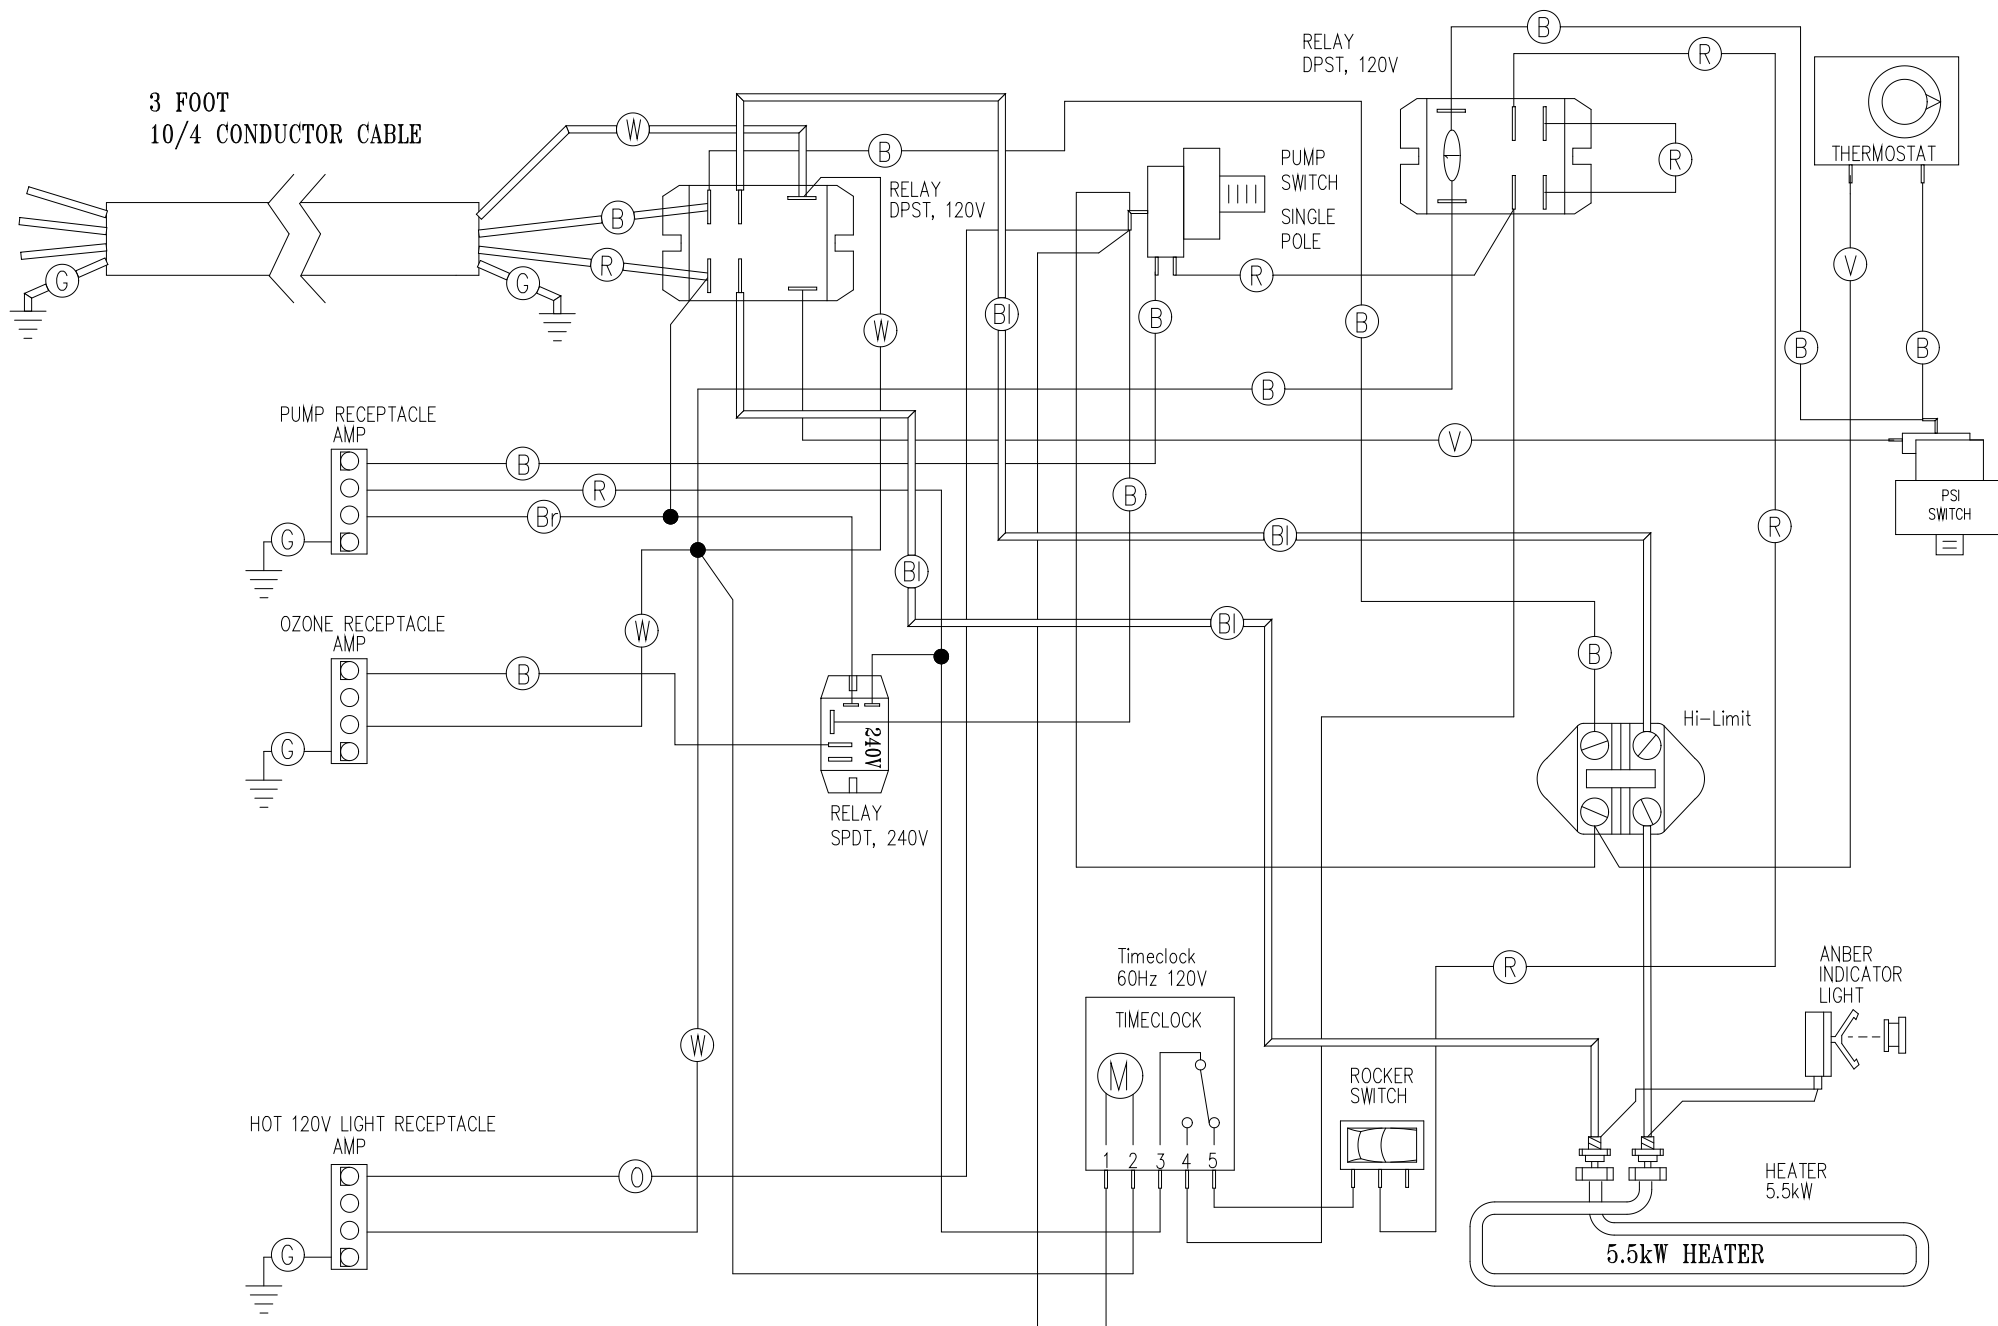 3 FOOT
10/4 CONDUCTOR CABLE
W
B
R
G
G
RELAY
DPST, 120V
B
W
Bl
PUMP
SWITCH
SINGLE
POLE
R
B
B
RELAY
DPST, 120V
B
R
R
THERMOSTAT
V
B
B
B
V
PSI
SWITCH
PUMP RECEPTACLE
AMP
B
R
Br
G
B
Bl
R
Bl
Bl
OZONE RECEPTACLE
AMP
W
B
G
240V
RELAY
SPDT, 240V
B
Hi-Limit
Timeclock
60Hz 120V
TIMECLOCK
M
1 2 3 4 5
R
ROCKER
SWITCH
ANBER
INDICATOR
LIGHT
W
HOT 120V LIGHT RECEPTACLE
AMP
O
G
HEATER
5.5kW
5.5kW HEATER